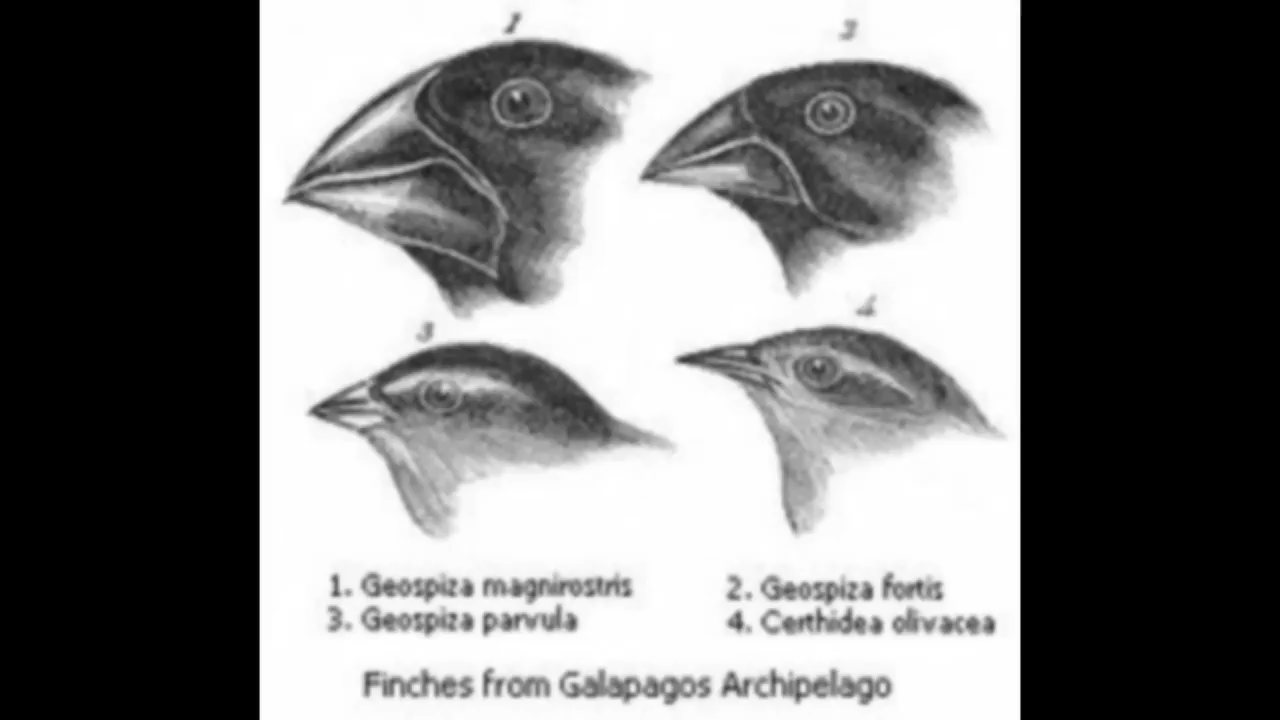 1 2
3 4
1. Geospiza magnirostris 2. Geospiza fortis
3. Geospiza parvula 4. Certhidea olivacea
Finches from Galapagos Archipelago